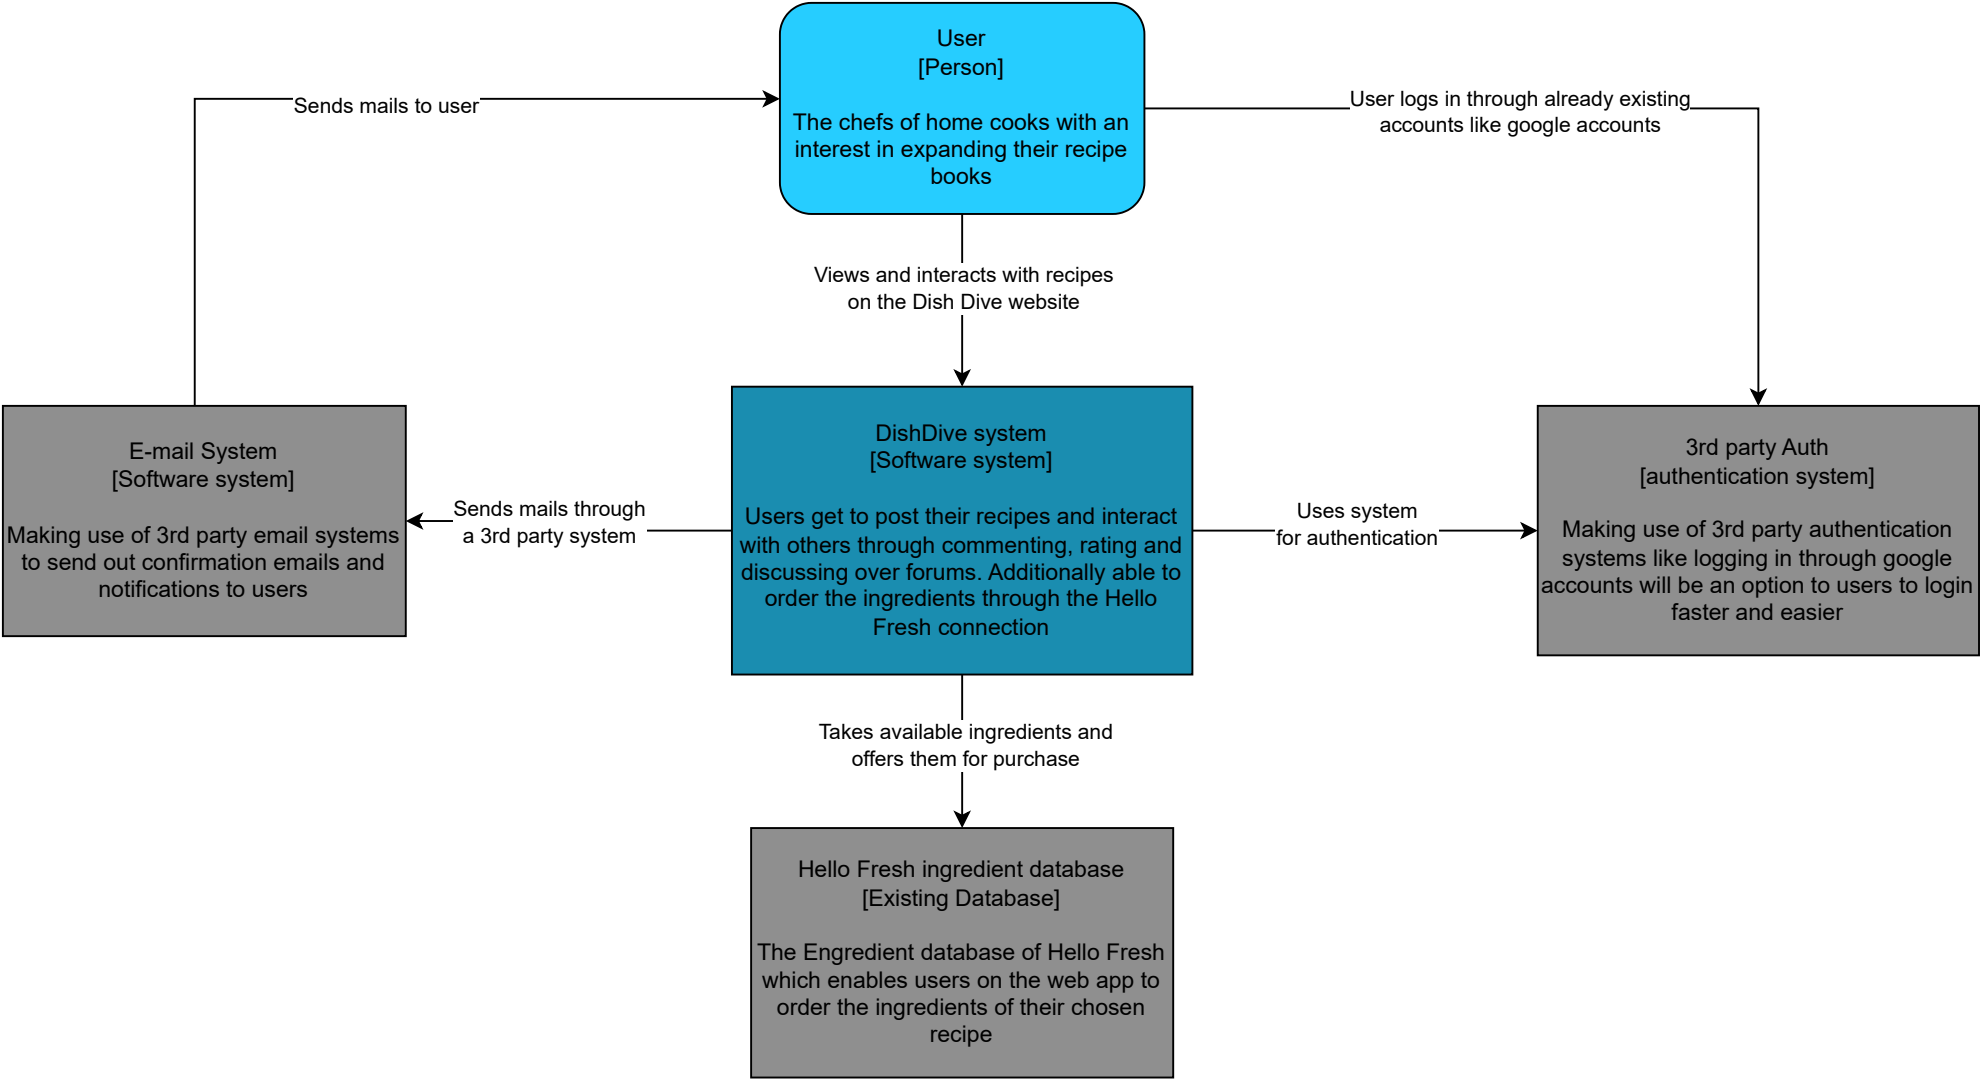 User
[Person]
The chefs of home cooks with an
interest in expanding their recipe
books
Sends mails to user
User logs in through already existing
accounts like google accounts
Views and interacts with recipes
on the Dish Dive website
E-mail System
[Software system]
Making use of 3rd party email systems
to send out confirmation emails and
notifications to users
Sends mails through
a 3rd party system
DishDive system
[Software system]
Users get to post their recipes and interact
with others through commenting, rating and
discussing over forums. Additionally able to
order the ingredients through the Hello
Fresh connection
Uses system
for authentication
3rd party Auth
[authentication system]
Making use of 3rd party authentication
systems like logging in through google
accounts will be an option to users to login
faster and easier
Takes available ingredients and
offers them for purchase
Hello Fresh ingredient database
[Existing Database]
The Engredient database of Hello Fresh
which enables users on the web app to
order the ingredients of their chosen
recipe